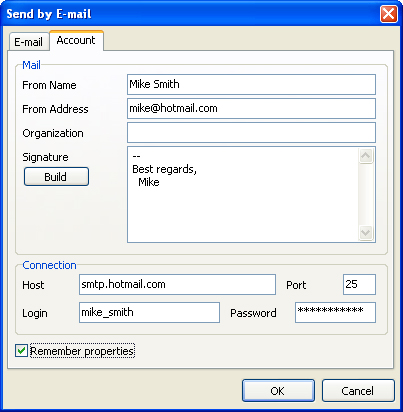 Send by E-mail
E-mail Account
Mail
From Name Mike Smith
From Address mike@hotmail.com
Organization
Signature --
Best regards,
Build
Mike
Connection
Host smtp.hotmail.com Port 25
Login mike_smith Password ***********
Remember properties
OK Cancel